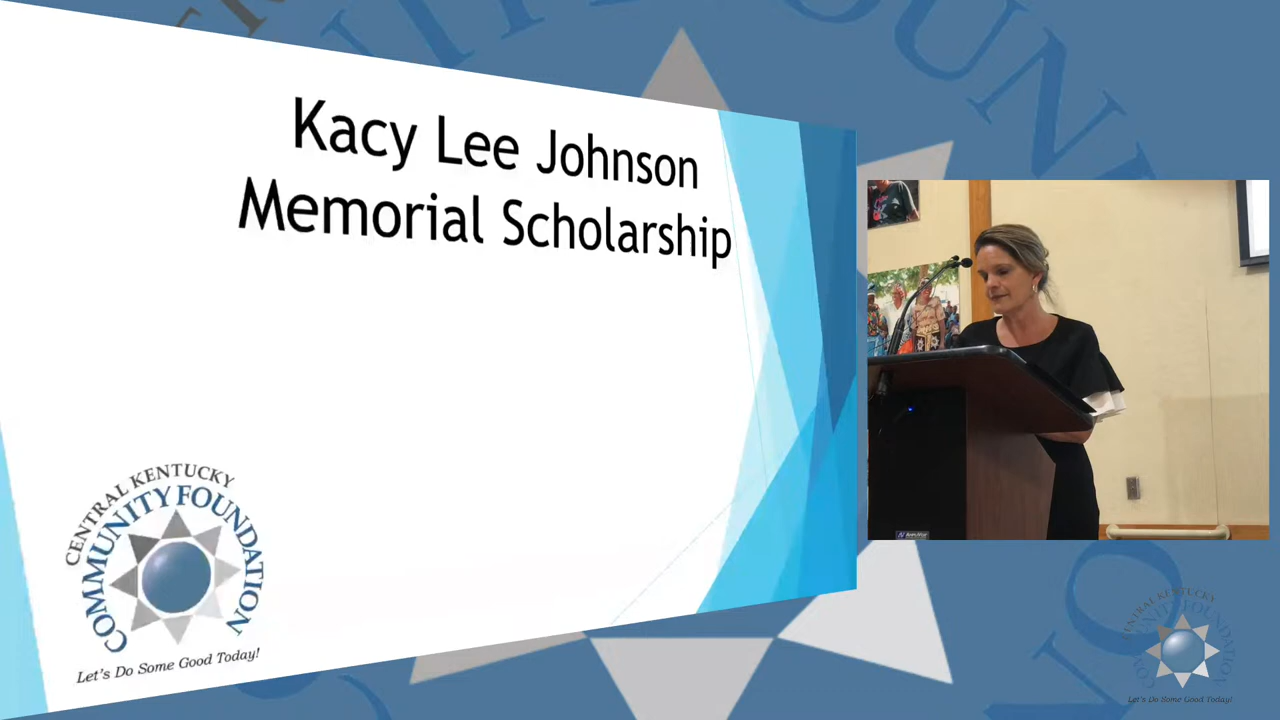 Kacy Lee Johnson
Memorial Scholarship
CENTRAL KENTUCKY
COMMUNITY FOUNDATION
Let's Do Some Good Today!
CENTRAL KENTUCKY
COMMUNITY FOUNDATION
Let's Do Some Good Today!